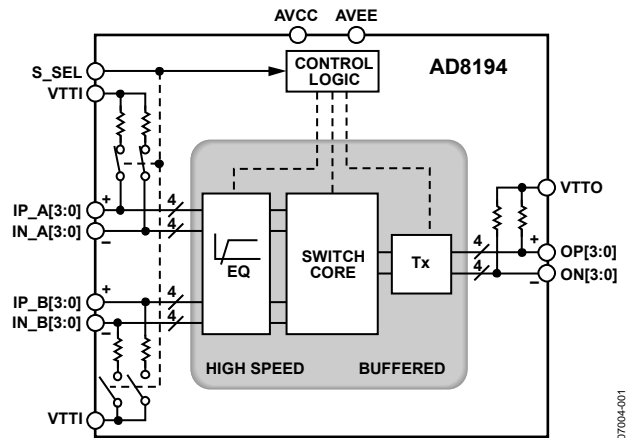 AVCC AVEE
S_SEL
CONTROL
LOGIC
AD8194
VTTI
VTTO
IP_A[3:0] + 4
IN_A[3:0] – 4
EQ
SWITCH
CORE
Tx
4 + OP[3:0]
4 – ON[3:0]
IP_B[3:0] + 4
IN_B[3:0] – 4
HIGH SPEED BUFFERED
VTTI
07004-001